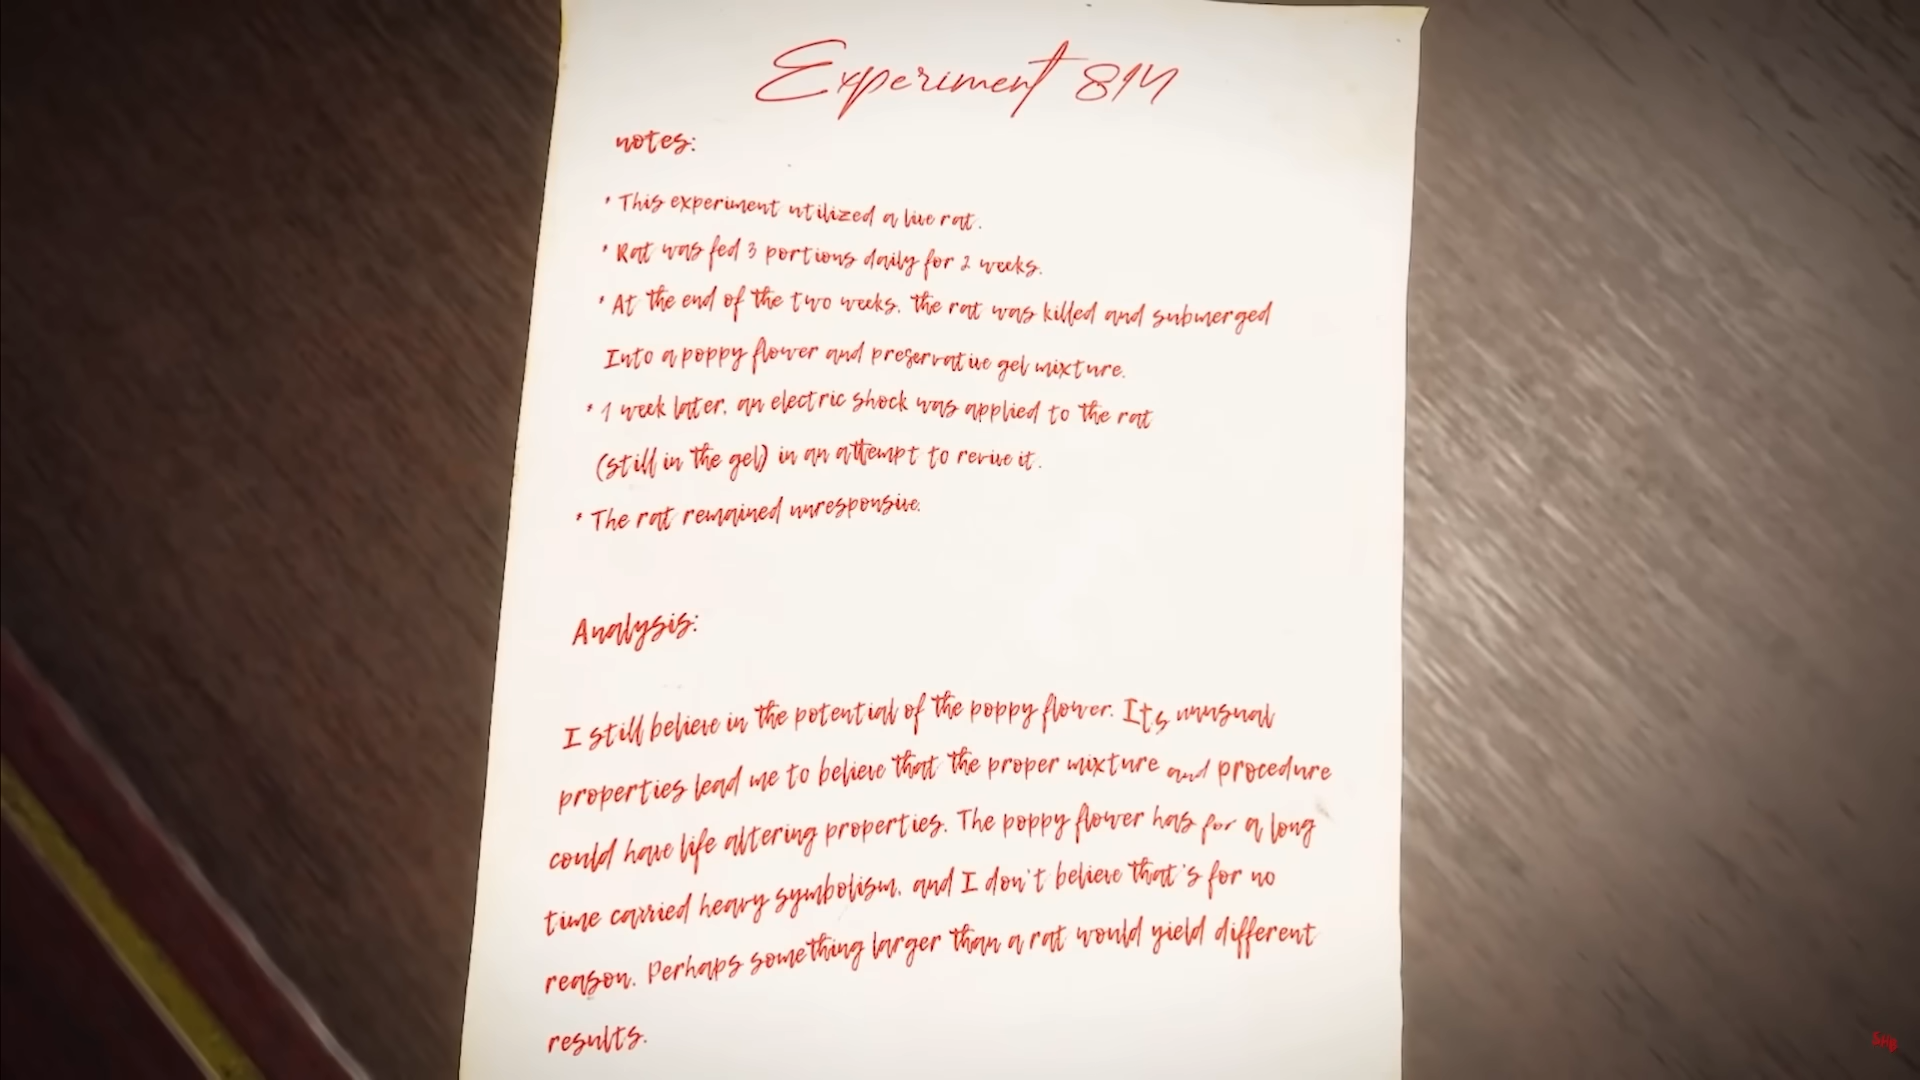 Experiment 814
notes:
* This experiment utilized a live rat.
* Rat was fed 3 portions daily for 2 weeks.
* At the end of the two weeks, the rat was killed and submerged
Into a poppy flower and preservative gel mixture.
* 1 week later, an electric shock was applied to the rat
(still in the gel) in an attempt to revive it.
* The rat remained unresponsive.
Analysis:
I still believe in the potential of the poppy flower. Its unusual
properties lead me to believe that the proper mixture and procedure
could have life altering properties. The poppy flower has for a long
time carried heavy symbolism, and I don't believe that's for no
reason. Perhaps something larger than a rat would yield different
results.
SHB